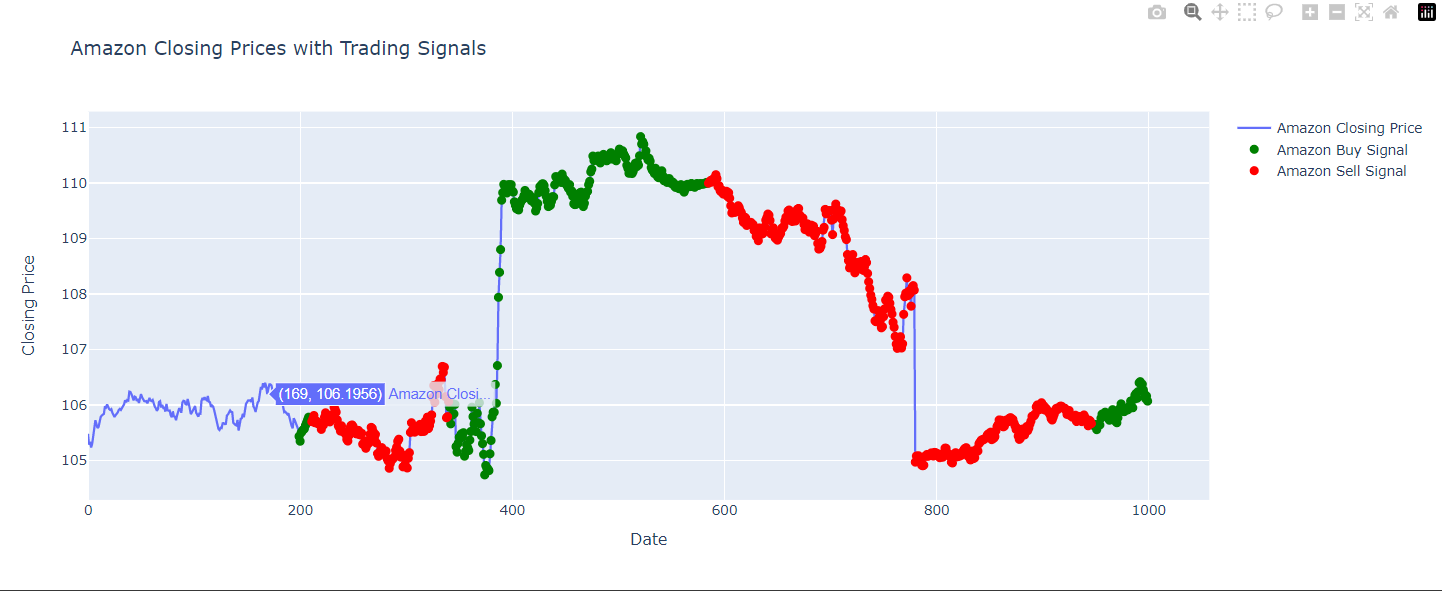 Amazon Closing Prices with Trading Signals
Amazon Closing Price
Amazon Buy Signal
Amazon Sell Signal
111
110
109
108
107
106
105
Closing Price
(169, 106.1956) Amazon Closi...
0 200 400 600 800 1000
Date